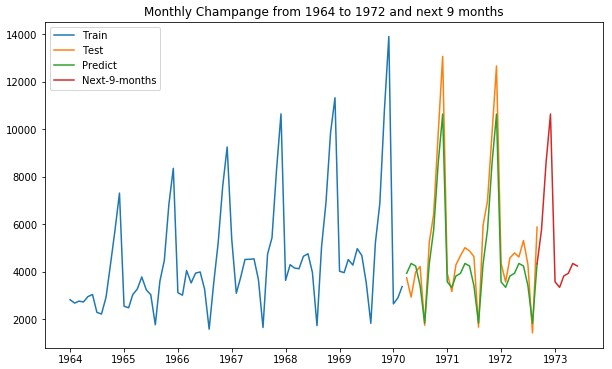 Monthly Champange from 1964 to 1972 and next 9 months
Train
Test
Predict
Next-9-months
14000
12000
10000
8000
6000
4000
2000
1964 1965 1966 1967 1968 1969 1970 1971 1972 1973